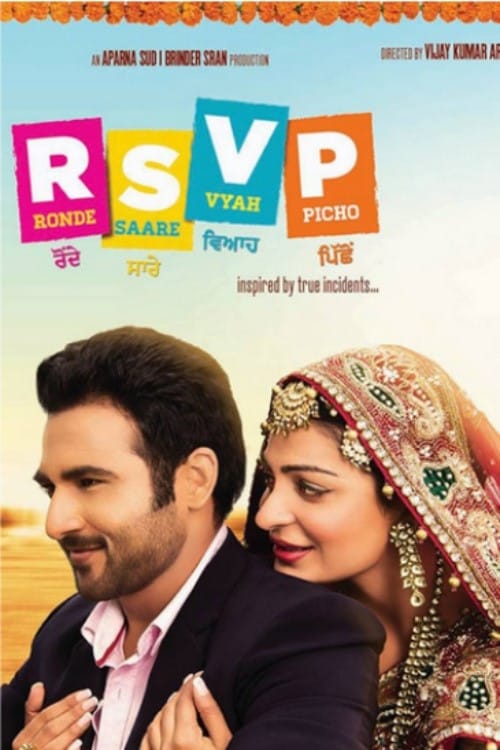 AN APARNA SUD | BRINDER SRAN PRODUCTION
DIRECTED BY VIJAY KUMAR AR
R S V P
RONDE SAARE VYAH PICHO
ਰੋਂਦੇ ਸਾਰੇ ਵਿਆਹ ਪਿੱਛੋਂ
inspired by true incidents...